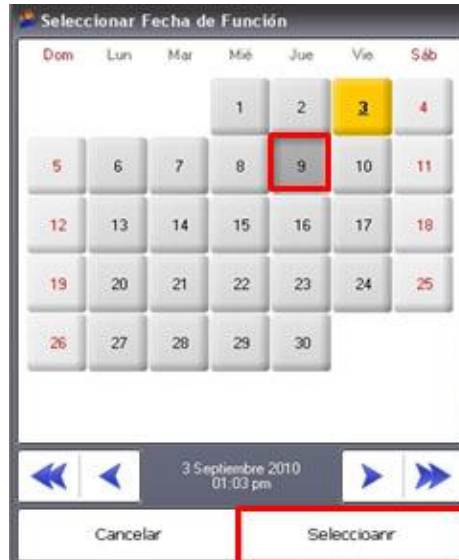 Seleccionar Fecha de Función
Dom Lun Mar Mié Jue Vie Sáb
1 2 3 4
5 6 7 8 9 10 11
12 13 14 15 16 17 18
19 20 21 22 23 24 25
26 27 28 29 30
3 Septiembre 2010
01:03 pm
Cancelar Seleccioanr